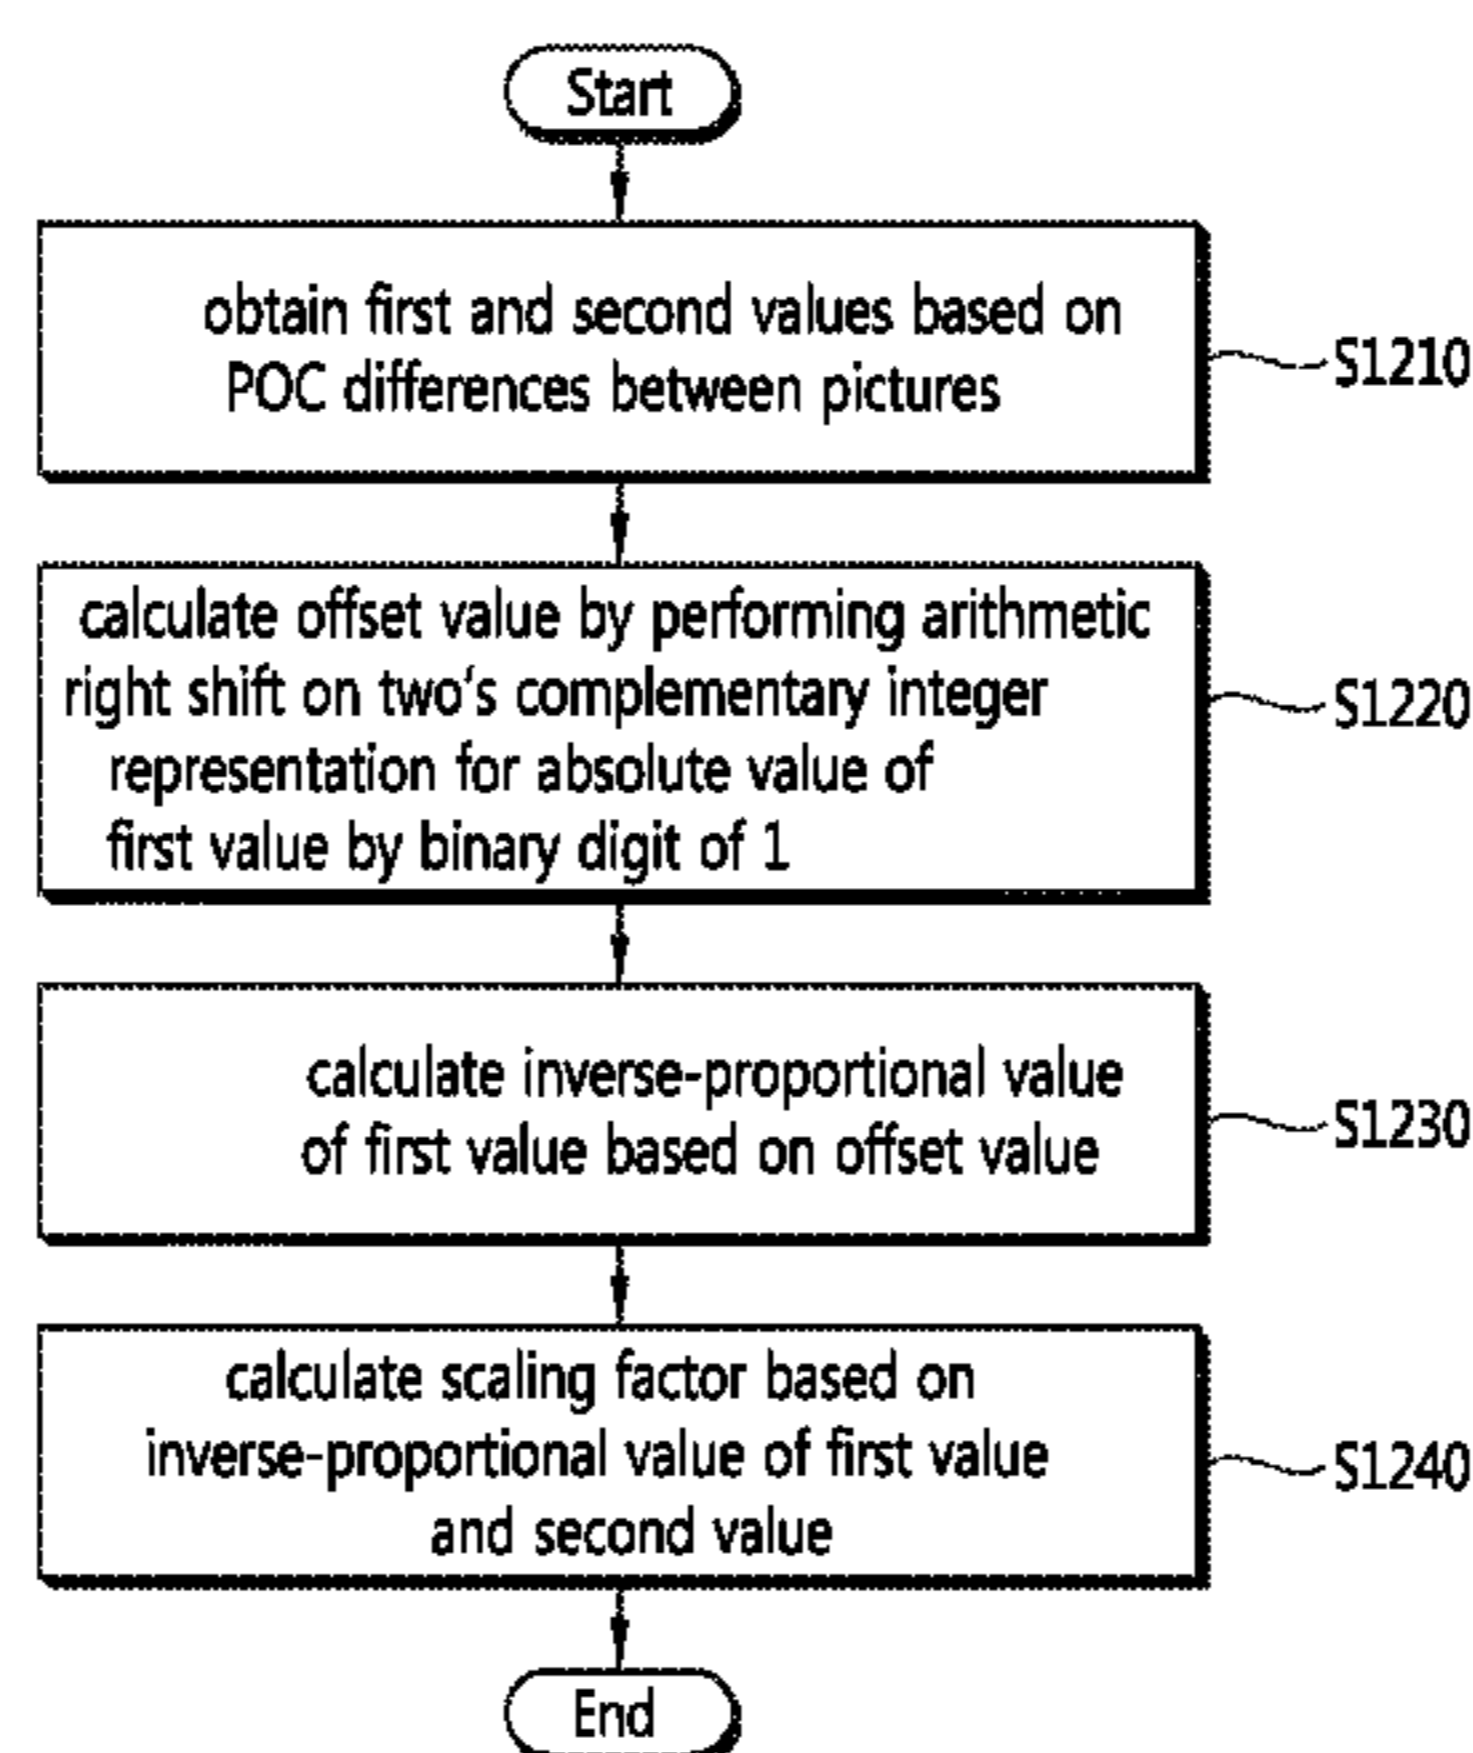 Start
obtain first and second values based on
POC differences between pictures
S1210
calculate offset value by performing arithmetic
right shift on two's complementary integer
representation for absolute value of
first value by binary digit of 1
S1220
calculate inverse-proportional value
of first value based on offset value
S1230
calculate scaling factor based on
inverse-proportional value of first value
and second value
S1240
End